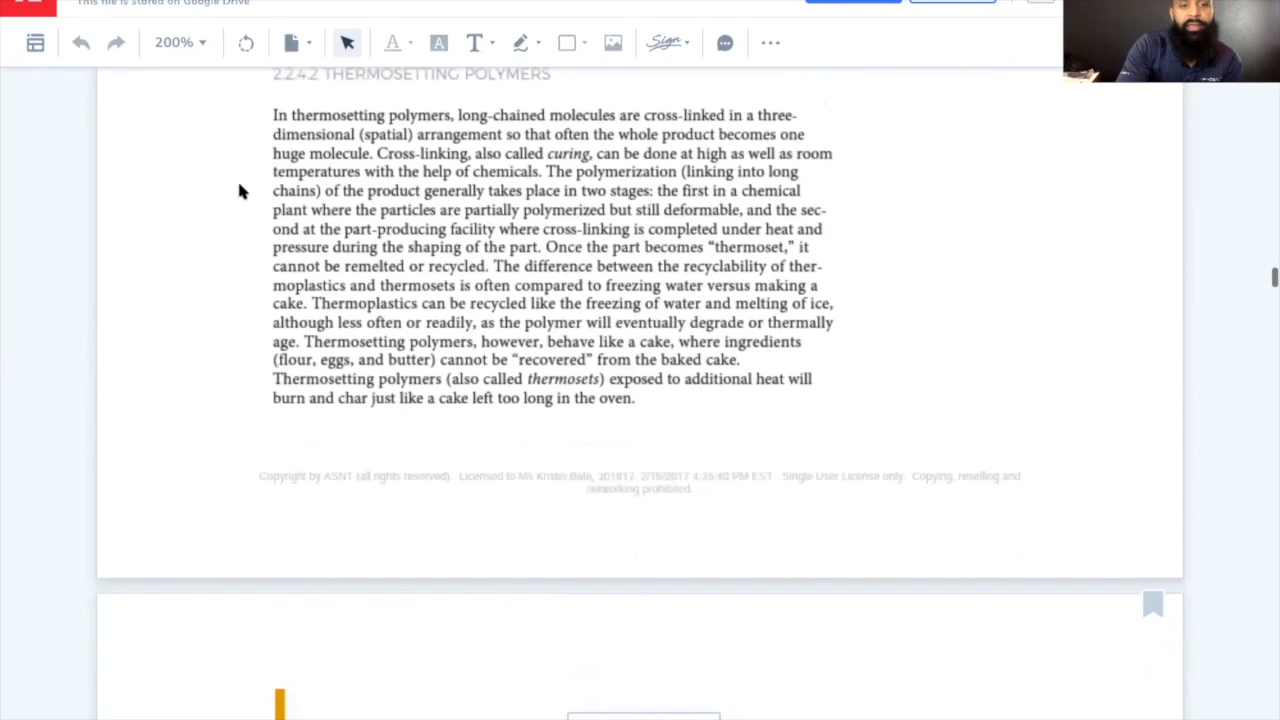 This file is stored on Google Drive
200%
A
A
T
Sign
2.2.4.2 THERMOSETTING POLYMERS
In thermosetting polymers, long-chained molecules are cross-linked in a three-
dimensional (spatial) arrangement so that often the whole product becomes one
huge molecule. Cross-linking, also called curing, can be done at high as well as room
temperatures with the help of chemicals. The polymerization (linking into long
chains) of the product generally takes place in two stages: the first in a chemical
plant where the particles are partially polymerized but still deformable, and the sec-
ond at the part-producing facility where cross-linking is completed under heat and
pressure during the shaping of the part. Once the part becomes “thermoset,” it
cannot be remelted or recycled. The difference between the recyclability of ther-
moplastics and thermosets is often compared to freezing water versus making a
cake. Thermoplastics can be recycled like the freezing of water and melting of ice,
although less often or readily, as the polymer will eventually degrade or thermally
age. Thermosetting polymers, however, behave like a cake, where ingredients
(flour, eggs, and butter) cannot be “recovered” from the baked cake.
Thermosetting polymers (also called thermosets) exposed to additional heat will
burn and char just like a cake left too long in the oven.
Copyright by ASNT (all rights reserved). Licensed to Ms Kristin Bala, 301817, 2/16/2017 4:35:40 PM EST. Single User License only. Copying, reselling and
networking prohibited.